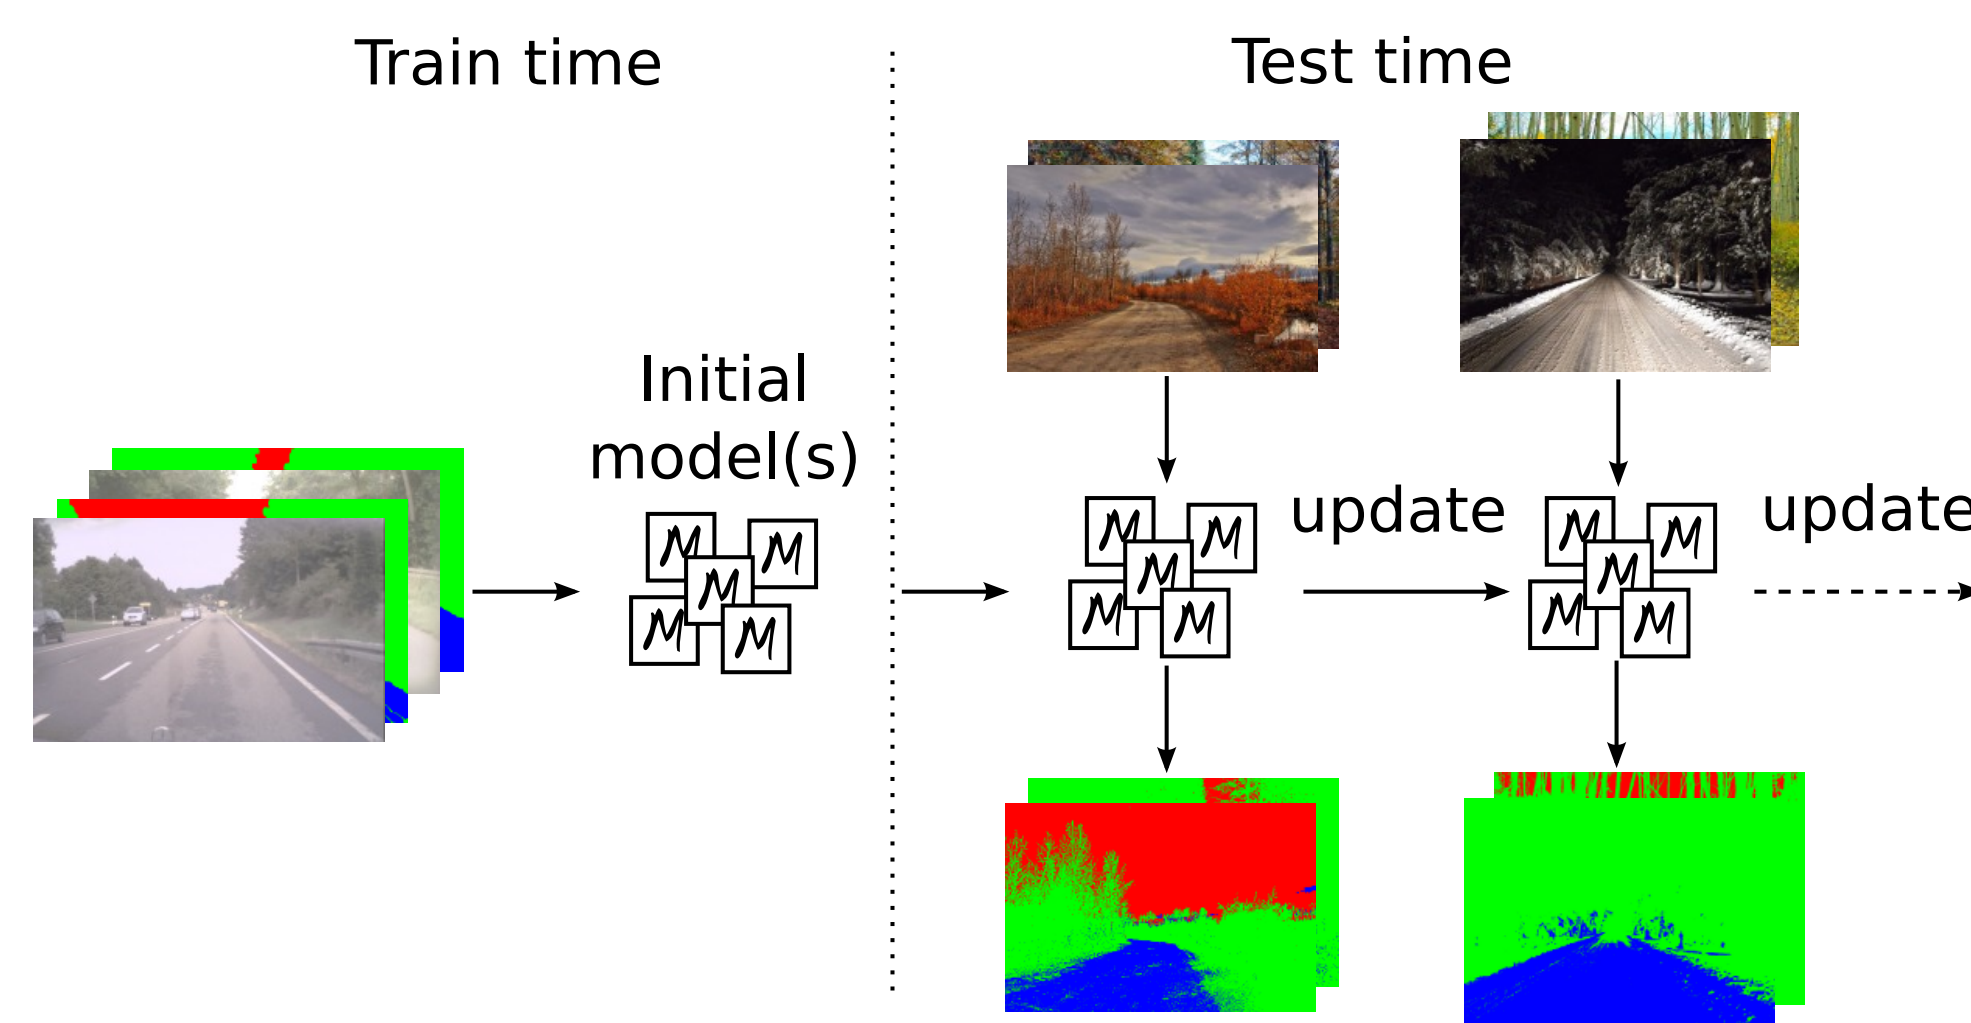 Train time
Test time
Initial
model(s)
M M M M M
M M M M M
update
M M M M M
update